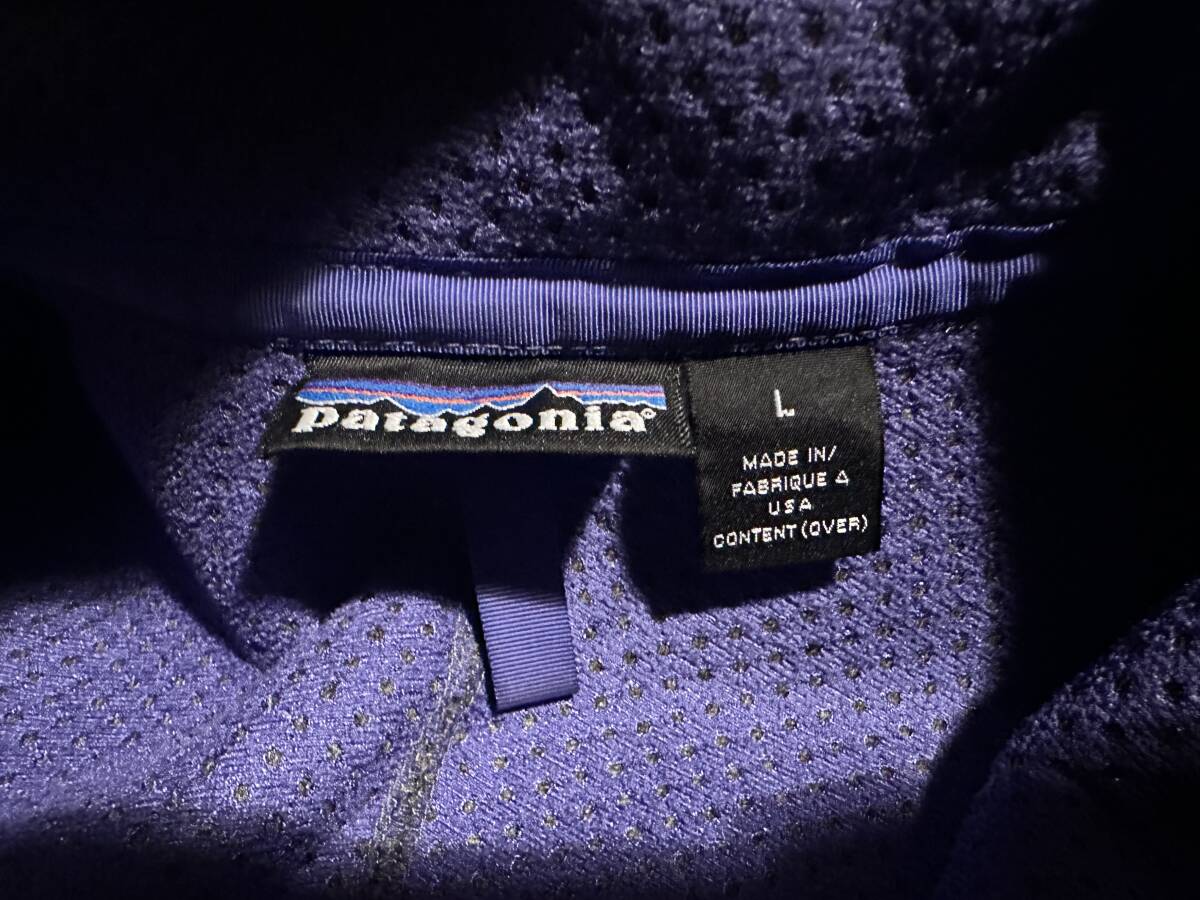 patagonia®
L
MADE IN/
FABRIQUE A
USA
CONTENT (OVER)